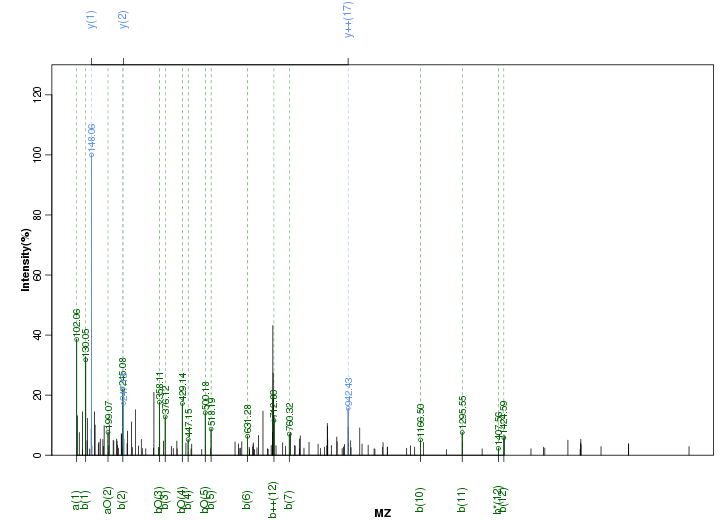 y(1)
y(2)
y++(17)
Intensity(%)
120
100
80
60
40
20
0
102.06
130.05
148.06
199.07
245.08
358.11
376.12
429.14
447.15
500.18
518.19
631.28
712.80
760.32
942.43
1166.50
1295.55
1407.56
1424.59
a(1)
b(1)
aO(2)
b(2)
bO(3)
b(3)
bO(4)
b(4)
bO(5)
b(5)
b(6)
b++(12)
b(7)
b(10)
b(11)
b*(12)
b(12)
MZ